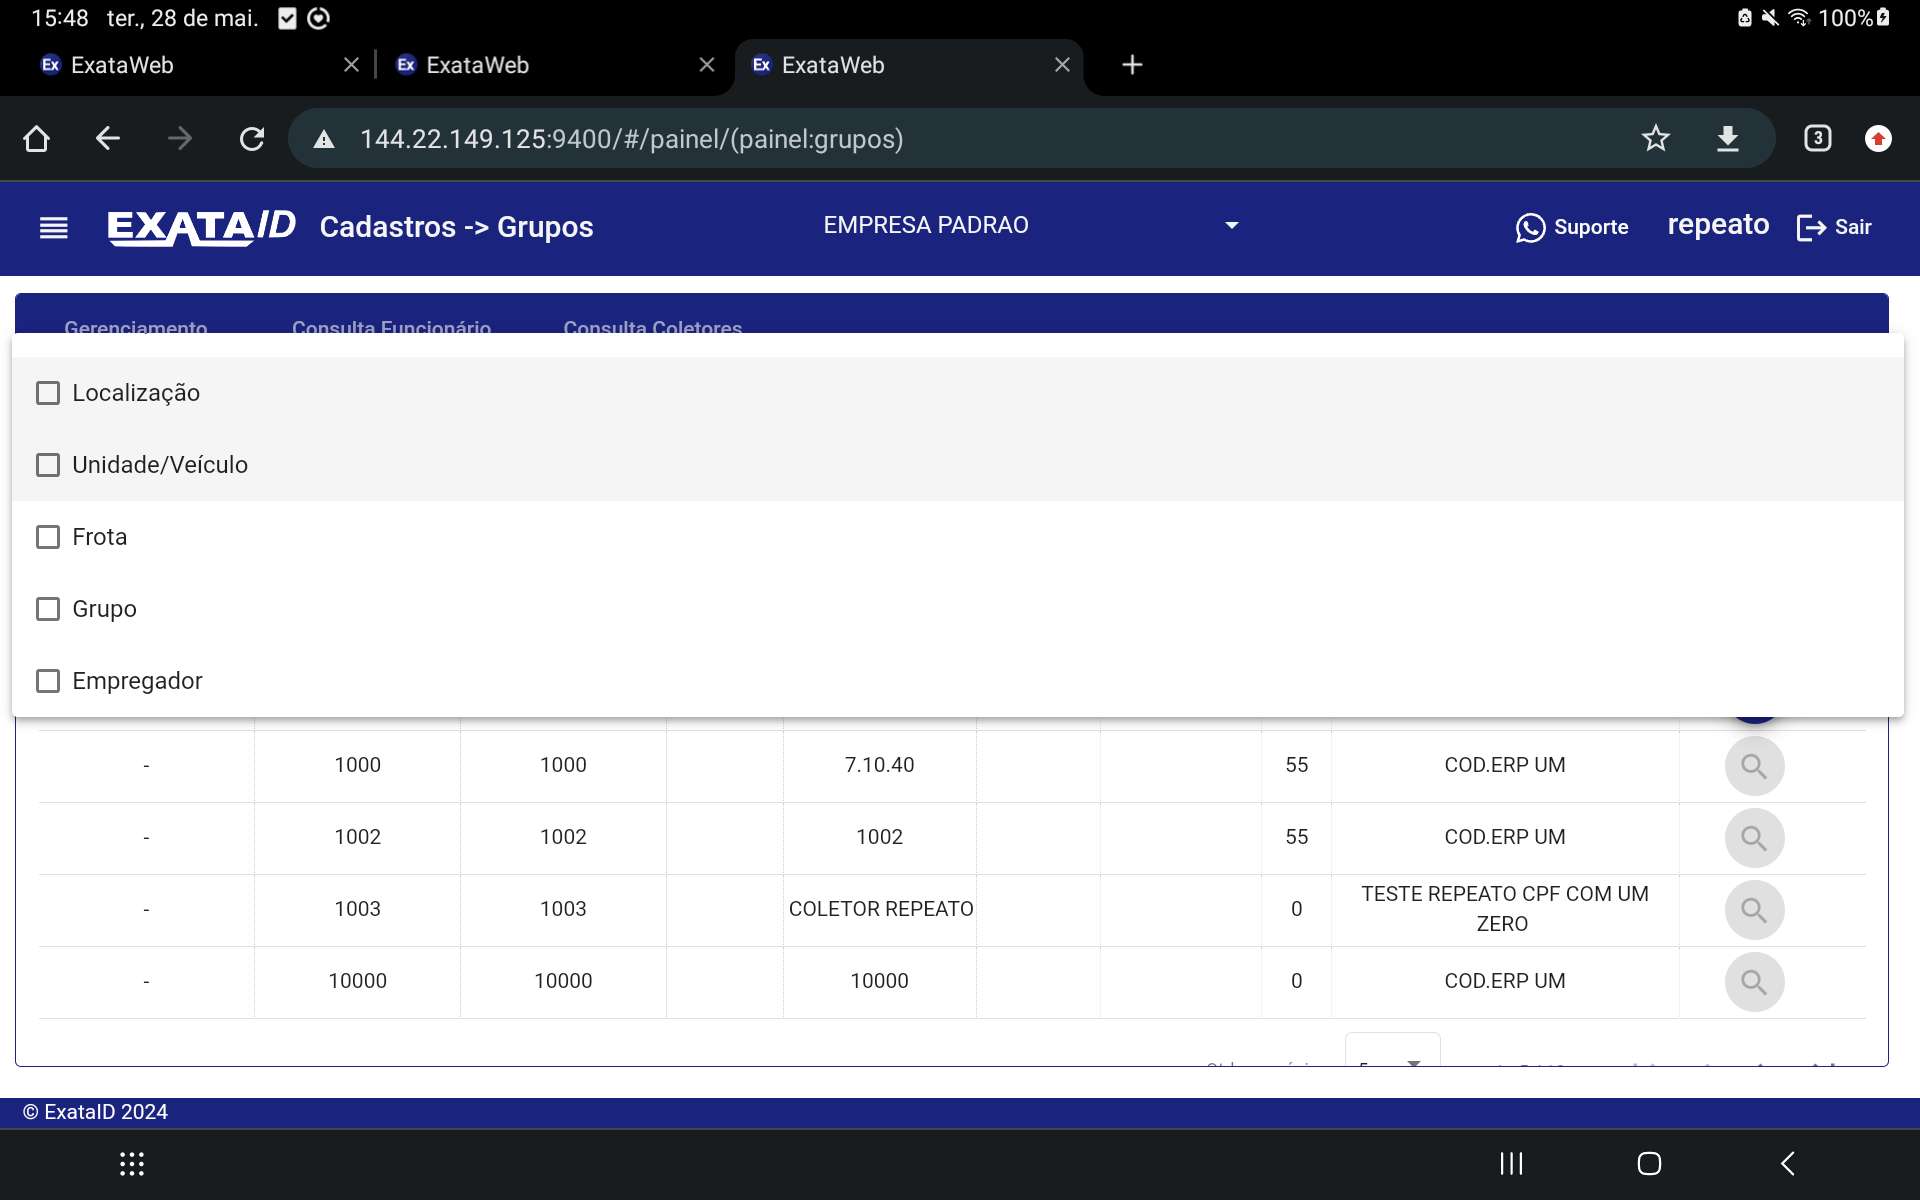 15:48 ter., 28 de mai. 100%
Ex ExataWeb Ex ExataWeb Ex ExataWeb
144.22.149.125:9400/#/painel/(painel:grupos) 3
EXATAID Cadastros -> Grupos EMPRESA PADRAO Suporte repeato Sair
Gerenciamento Consulta Funcionário Consulta Coletores
Localização
Unidade/Veículo
Frota
Grupo
Empregador
- 1000 1000 7.10.40 55 COD.ERP UM
- 1002 1002 1002 55 COD.ERP UM
- 1003 1003 COLETOR REPEATO 0 TESTE REPEATO CPF COM UM
ZERO
- 10000 10000 10000 0 COD.ERP UM
© ExataID 2024